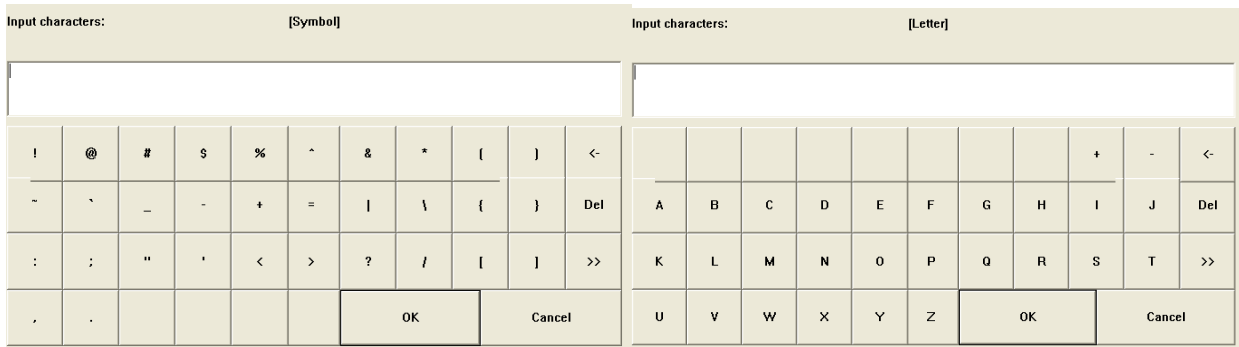 Input characters: [Symbol]
! @ # $ % ^ & * ( ) <-
~ ` _ - + = | \ { } Del
: ; " ' < > ? / [ ] >>
, . OK Cancel
Input characters: [Letter]
+ - <-
A B C D E F G H I J Del
K L M N O P Q R S T >>
U V W X Y Z OK Cancel